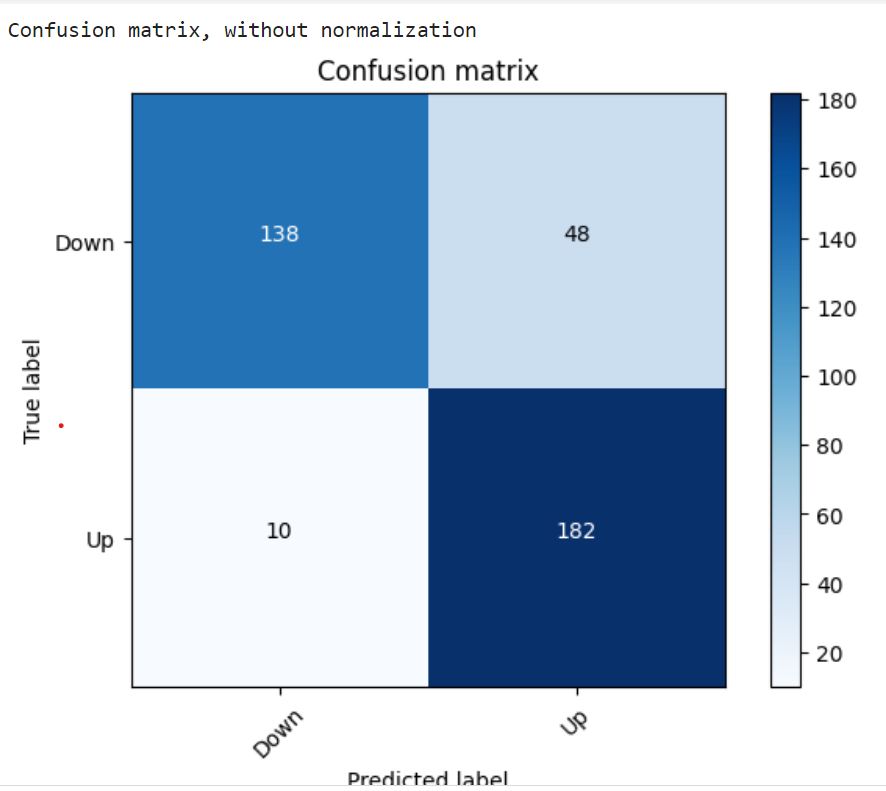 Confusion matrix, without normalization
Confusion matrix
138
48
10
182
Down
Up
True label
Down
Up
Predicted label
180
160
140
120
100
80
60
40
20